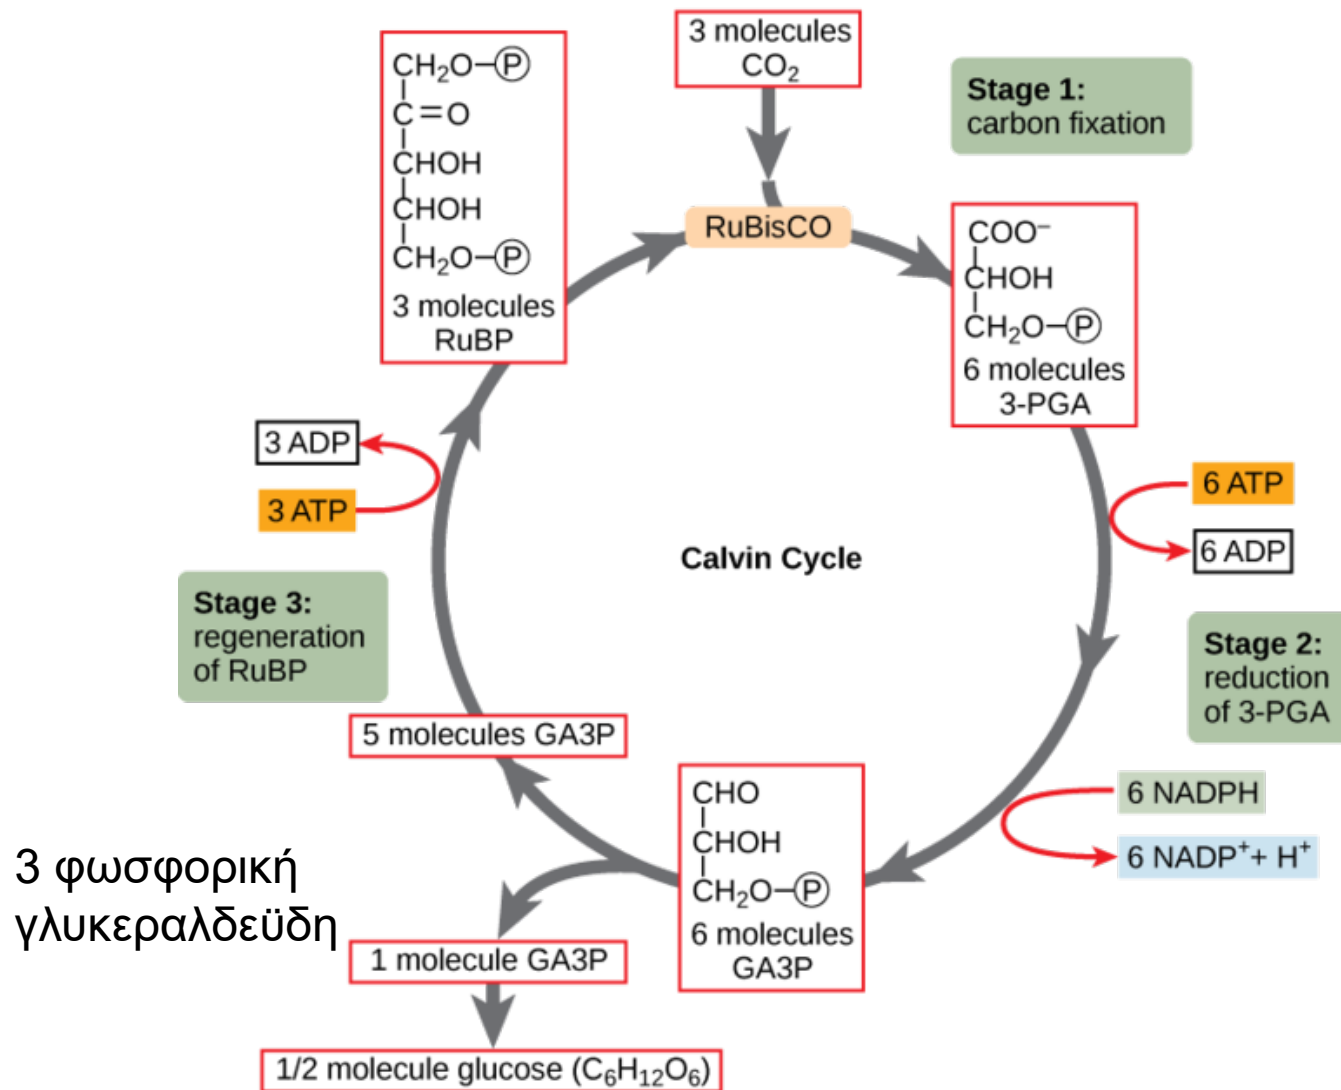 3 molecules
CO₂
Stage 1:
carbon fixation
CH₂O–Ⓟ
C=O
CHOH
CHOH
CH₂O–Ⓟ
3 molecules
RuBP
RuBisCO
COO⁻
CHOH
CH₂O–Ⓟ
6 molecules
3-PGA
6 ATP
6 ADP
Calvin Cycle
3 ADP
3 ATP
Stage 3:
regeneration
of RuBP
Stage 2:
reduction
of 3-PGA
6 NADPH
6 NADP⁺+ H⁺
5 molecules GA3P
CHO
CHOH
CH₂O–Ⓟ
6 molecules
GA3P
3 φωσφορική
γλυκεραλδεϋδη
1 molecule GA3P
1/2 molecule glucose (C₆H₁₂O₆)